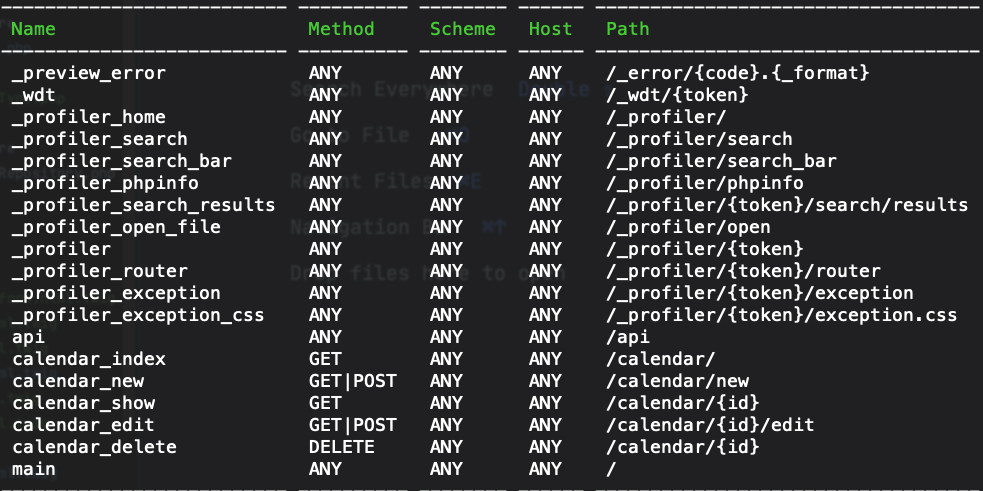 Name Method Scheme Host Path
_preview_error ANY ANY ANY /_error/{code}.{_format}
_wdt ANY ANY ANY /_wdt/{token}
_profiler_home ANY ANY ANY /_profiler/
_profiler_search ANY ANY ANY /_profiler/search
_profiler_search_bar ANY ANY ANY /_profiler/search_bar
_profiler_phpinfo ANY ANY ANY /_profiler/phpinfo
_profiler_search_results ANY ANY ANY /_profiler/{token}/search/results
_profiler_open_file ANY ANY ANY /_profiler/open
_profiler ANY ANY ANY /_profiler/{token}
_profiler_router ANY ANY ANY /_profiler/{token}/router
_profiler_exception ANY ANY ANY /_profiler/{token}/exception
_profiler_exception_css ANY ANY ANY /_profiler/{token}/exception.css
api ANY ANY ANY /api
calendar_index GET ANY ANY /calendar/
calendar_new GET|POST ANY ANY /calendar/new
calendar_show GET ANY ANY /calendar/{id}
calendar_edit GET|POST ANY ANY /calendar/{id}/edit
calendar_delete DELETE ANY ANY /calendar/{id}
main ANY ANY ANY /